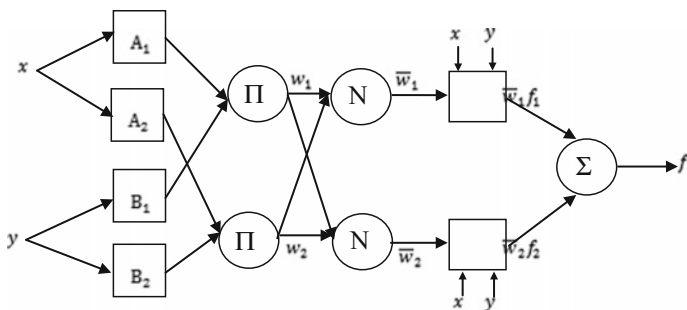 x y
A₁
x
w₁ w̅₁ w̅₁f₁
Π N
A₂
Σ f
B₁
y
Π N w̅₂f₂
w₂ w̅₂
B₂
x y